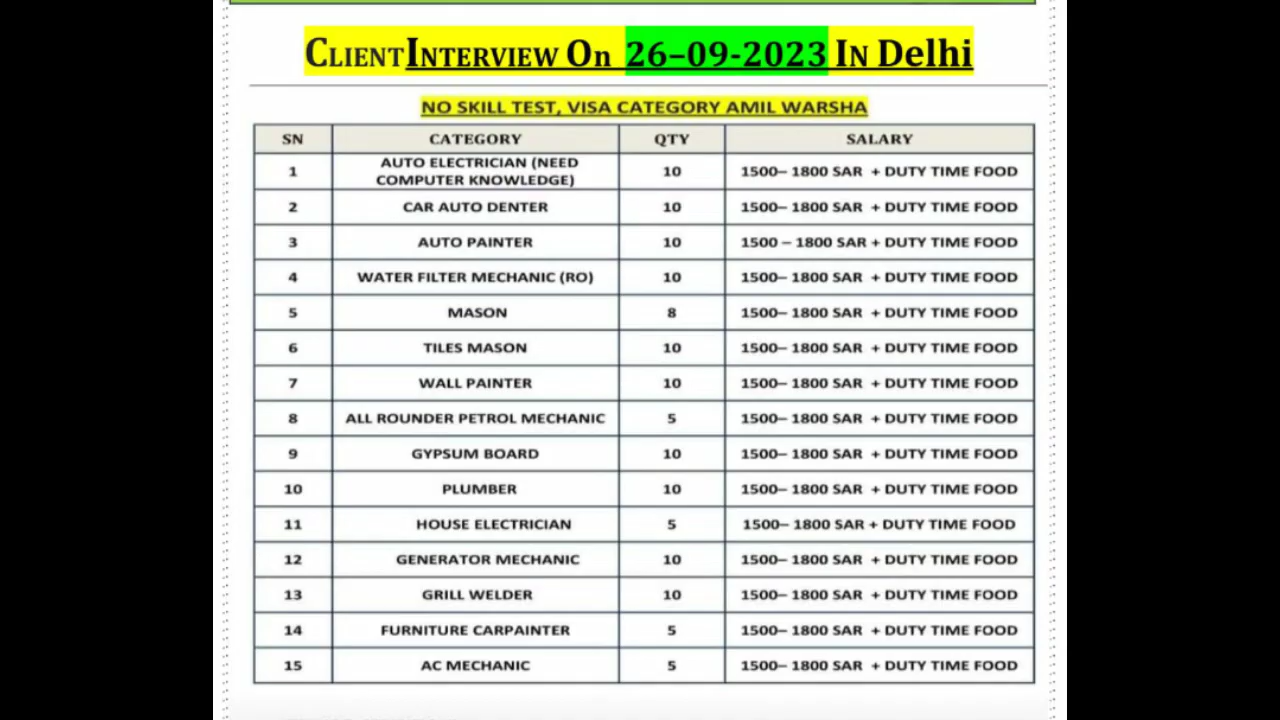 CLIENTINTERVIEW On 26–09-2023 IN Delhi
NO SKILL TEST, VISA CATEGORY AMIL WARSHA
SN CATEGORY QTY SALARY
1 AUTO ELECTRICIAN (NEED COMPUTER KNOWLEDGE) 10 1500– 1800 SAR + DUTY TIME FOOD
2 CAR AUTO DENTER 10 1500– 1800 SAR + DUTY TIME FOOD
3 AUTO PAINTER 10 1500 – 1800 SAR + DUTY TIME FOOD
4 WATER FILTER MECHANIC (RO) 10 1500– 1800 SAR + DUTY TIME FOOD
5 MASON 8 1500– 1800 SAR + DUTY TIME FOOD
6 TILES MASON 10 1500– 1800 SAR + DUTY TIME FOOD
7 WALL PAINTER 10 1500– 1800 SAR + DUTY TIME FOOD
8 ALL ROUNDER PETROL MECHANIC 5 1500– 1800 SAR + DUTY TIME FOOD
9 GYPSUM BOARD 10 1500– 1800 SAR + DUTY TIME FOOD
10 PLUMBER 10 1500– 1800 SAR + DUTY TIME FOOD
11 HOUSE ELECTRICIAN 5 1500– 1800 SAR + DUTY TIME FOOD
12 GENERATOR MECHANIC 10 1500– 1800 SAR + DUTY TIME FOOD
13 GRILL WELDER 10 1500– 1800 SAR + DUTY TIME FOOD
14 FURNITURE CARPAINTER 5 1500– 1800 SAR + DUTY TIME FOOD
15 AC MECHANIC 5 1500– 1800 SAR + DUTY TIME FOOD